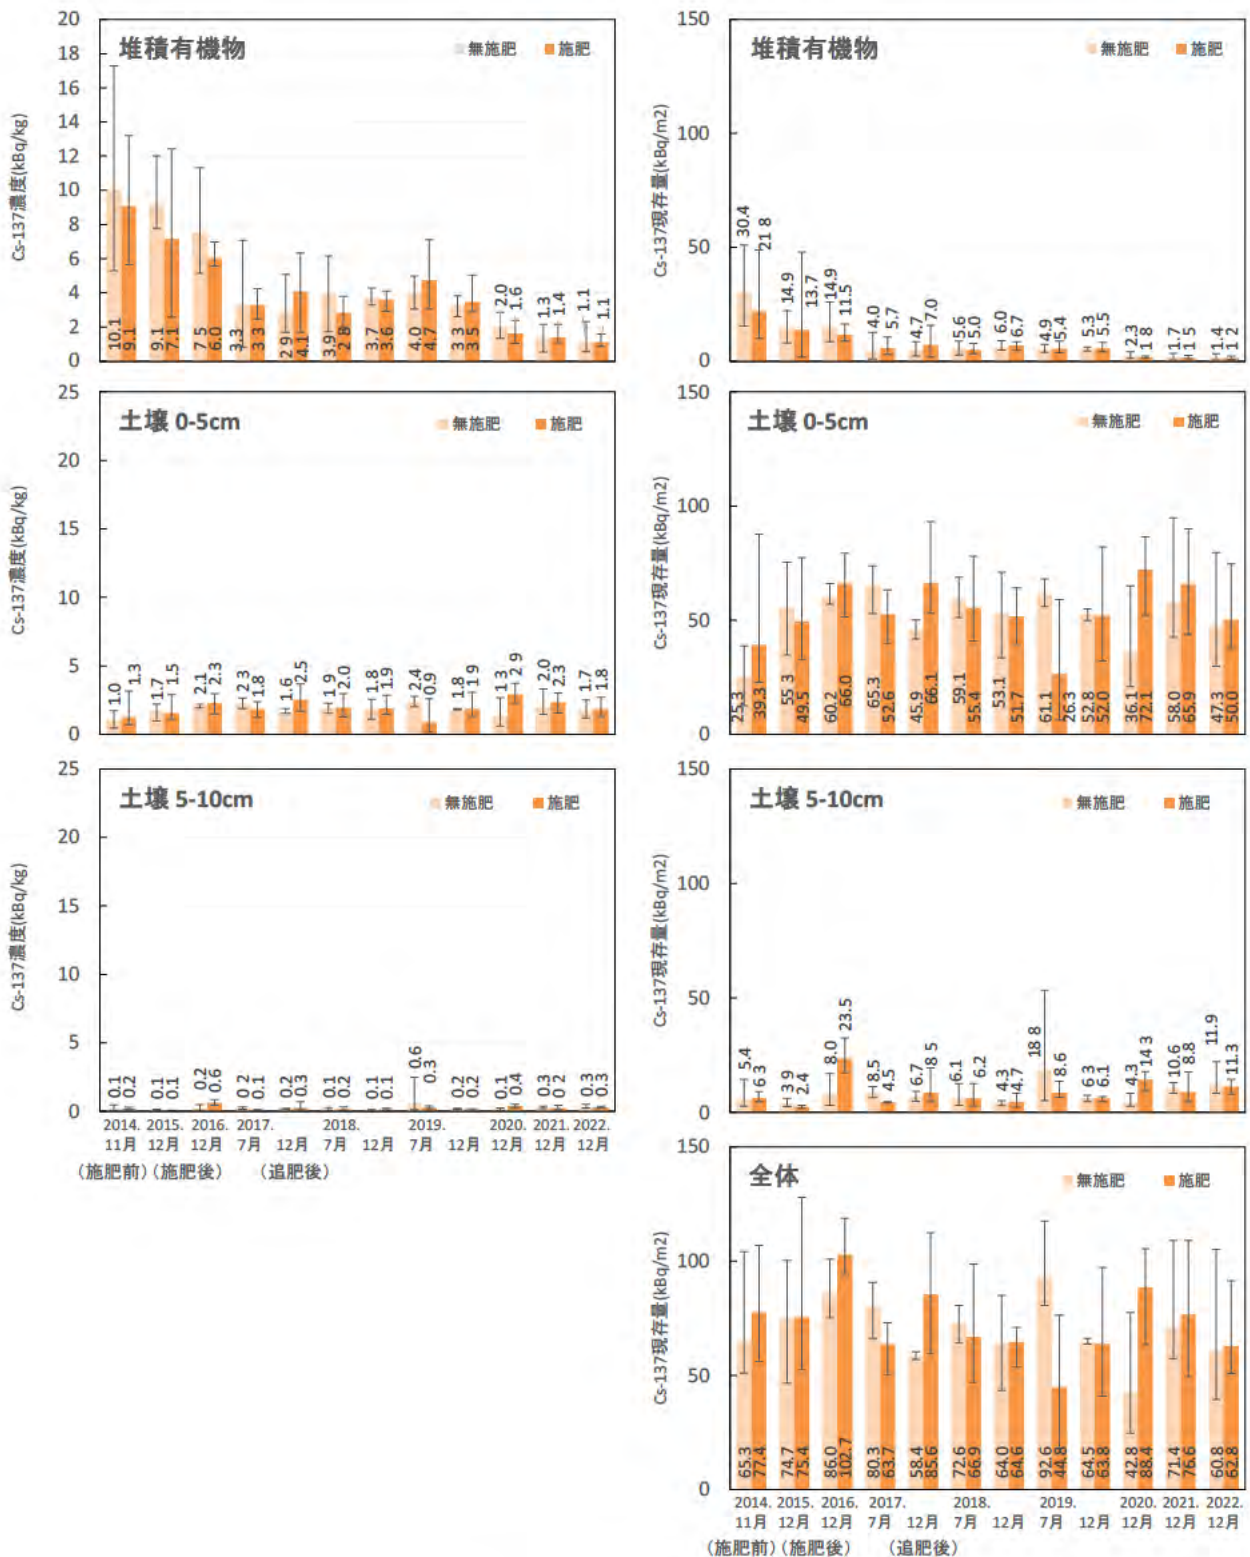 堆積有機物
無施肥 施肥
Cs-137濃度(kBq/kg)
20
18
16
14
12
10
8
6
4
2
0
10.1 9.1 9.1 7.1 7.5 6.0 3.3 3.3 2.9 4.1 3.9 2.8 3.7 3.6 4.0 4.7 3.3 3.5 2.0 1.6 1.3 1.4 1.1 1.1
堆積有機物
無施肥 施肥
Cs-137現存量(kBq/m2)
150
100
50
0
30.4 21 8 14.9 13.7 14.9 11.5 4.0 5.7 4.7 7.0 5.6 5.0 6.0 6.7 4.9 5.4 5.3 5.5 2.3 1.8 1.7 1.5 1.4 1.2
土壌 0-5cm
無施肥 施肥
Cs-137濃度(kBq/kg)
25
20
15
10
5
0
1.0 1.3 1.7 1.5 2.1 2.3 2.3 1.8 1.6 2.5 1.9 2.0 1.8 1.9 2.4 0.9 1.8 1.9 1.3 2 9 2.0 2.3 1.7 1.8
土壌 0-5cm
無施肥 施肥
Cs-137現存量(kBq/m2)
150
100
50
0
25.3 39.3 55.3 49.5 60.2 66.0 65.3 52.6 45.9 66.1 59.1 55.4 53.1 51.7 61.1 26.3 52.8 52.0 36.1 72.1 58.0 65.9 47.3 50.0
土壌 5-10cm
無施肥 施肥
Cs-137濃度(kBq/kg)
25
20
15
10
5
0
0.1 0.2 0.1 0.1 0.2 0.6 0 2 0.1 0.2 0.3 0.1 0.2 0.1 0.1 0.6 0.3 0.2 0.2 0.1 0.4 0.3 0 2 0.3 0.3
2014. 2015. 2016. 2017. 2018. 2019. 2020. 2021. 2022.
11月 12月 12月 7月 12月 7月 12月 7月 12月 12月 12月 12月
(施肥前) (施肥後) (追肥後)
土壌 5-10cm
無施肥 施肥
Cs-137現存量(kBq/m2)
150
100
50
0
5.4 6 3 3 9 2.4 8.0 23.5 8.5 4.5 6.7 8 5 6.1 6.2 4.3 4.7 18 8 8.6 6 3 6.1 4.3 14 3 10.6 8.8 11.9 11.3
全体
無施肥 施肥
Cs-137現存量(kBq/m2)
150
100
50
0
65.3 77.4 74.7 75.4 86.0 102.7 80.3 63.7 58.4 85.6 72.6 66.9 64.0 64.6 92.6 44.8 64.5 63.8 42.8 88.4 71.4 76.6 60.8 62.8
2014. 2015. 2016. 2017. 2018. 2019. 2020. 2021. 2022.
11月 12月 12月 7月 12月 7月 12月 7月 12月 12月 12月 12月
(施肥前) (施肥後) (追肥後)